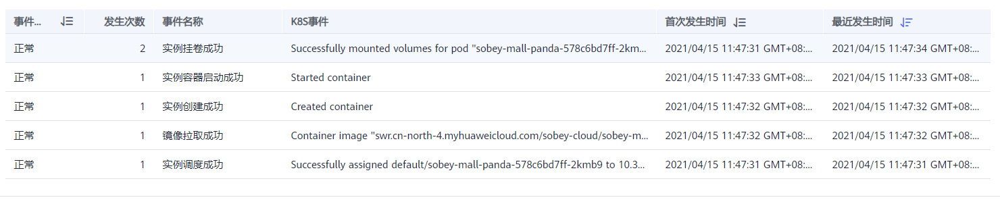 事件... 发生次数 事件名称 K8S事件 首次发生时间 最近发生时间
正常 2 实例挂卷成功 Successfully mounted volumes for pod "sobey-mall-panda-578c6bd7ff-2km... 2021/04/15 11:47:31 GMT+08:... 2021/04/15 11:47:34 GMT+08:...
正常 1 实例容器启动成功 Started container 2021/04/15 11:47:33 GMT+08:... 2021/04/15 11:47:33 GMT+08:...
正常 1 实例创建成功 Created container 2021/04/15 11:47:32 GMT+08:... 2021/04/15 11:47:32 GMT+08:...
正常 1 镜像拉取成功 Container image "swr.cn-north-4.myhuaweicloud.com/sobey-cloud/sobey-m... 2021/04/15 11:47:32 GMT+08:... 2021/04/15 11:47:32 GMT+08:...
正常 1 实例调度成功 Successfully assigned default/sobey-mall-panda-578c6bd7ff-2kmb9 to 10.3... 2021/04/15 11:47:31 GMT+08:... 2021/04/15 11:47:31 GMT+08:...